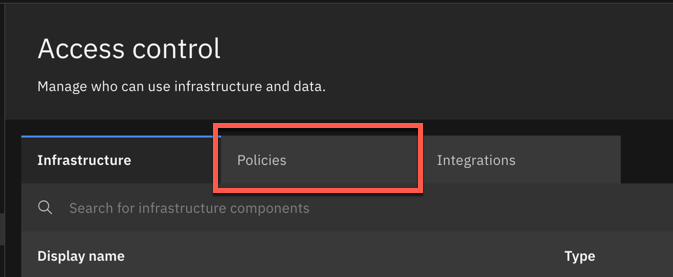 Access control
Manage who can use infrastructure and data.
Infrastructure Policies Integrations
Search for infrastructure components
Display name Type